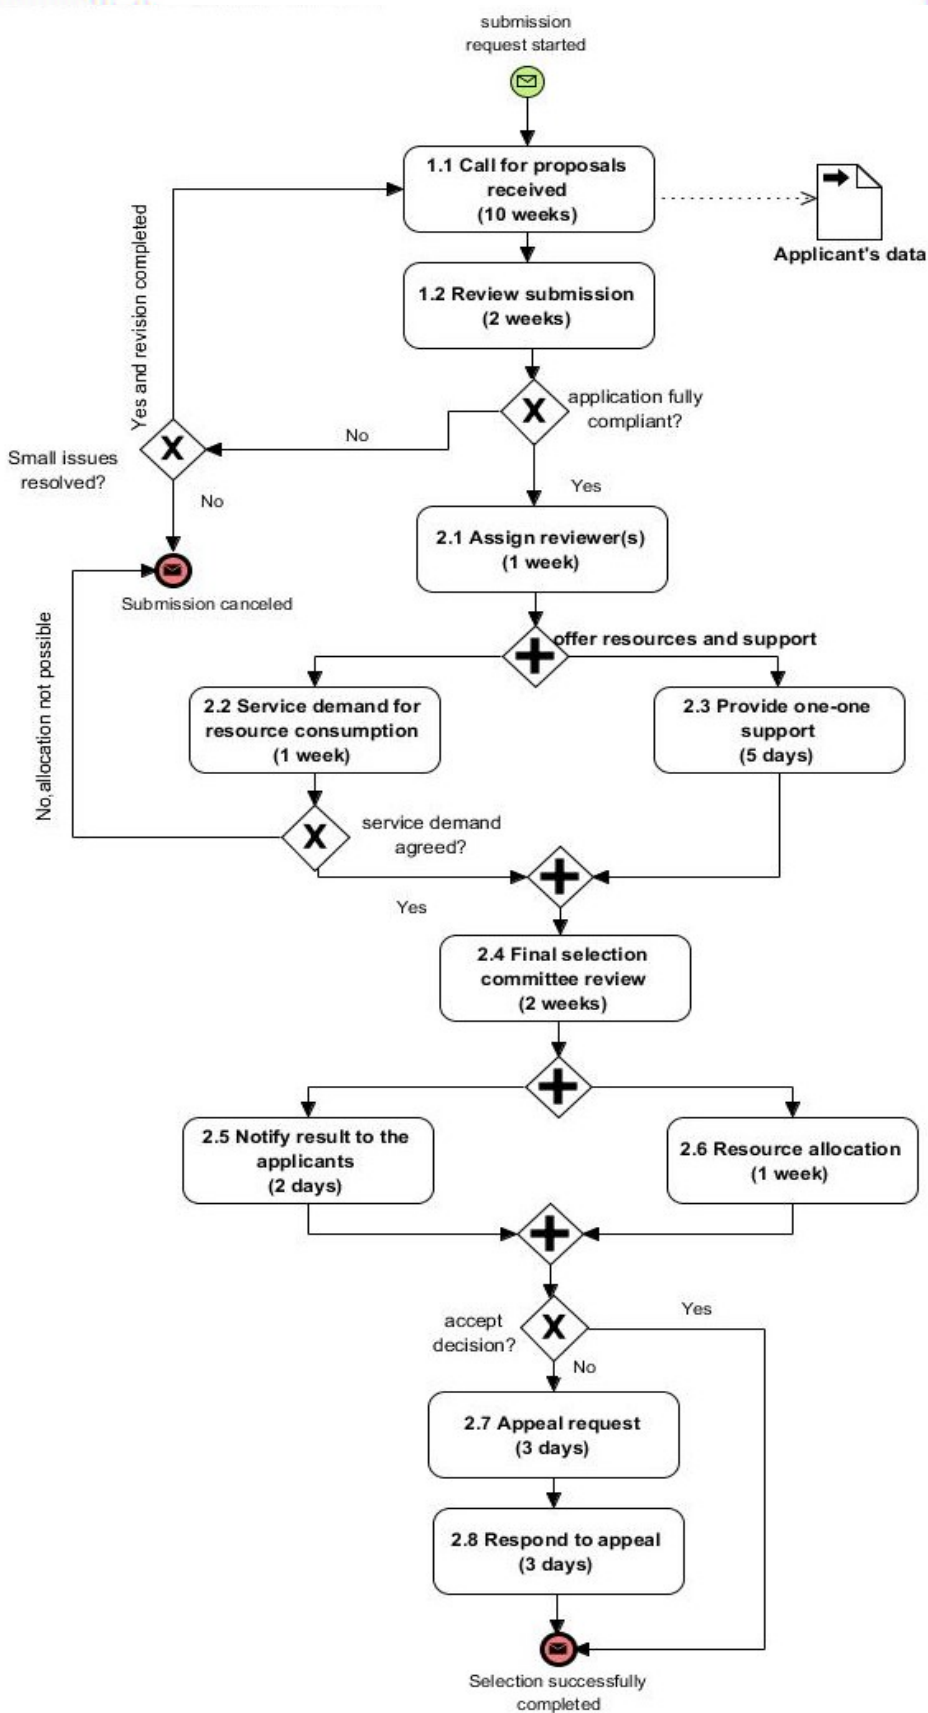 submission
request started
1.1 Call for proposals
received
(10 weeks)
Applicant's data
1.2 Review submission
(2 weeks)
Yes and revision completed
application fully
compliant?
No
Small issues
resolved?
No
Yes
2.1 Assign reviewer(s)
(1 week)
Submission canceled
No,allocation not possible
offer resources and support
2.2 Service demand for
resource consumption
(1 week)
2.3 Provide one-one
support
(5 days)
service demand
agreed?
Yes
2.4 Final selection
committee review
(2 weeks)
2.5 Notify result to the
applicants
(2 days)
2.6 Resource allocation
(1 week)
accept
decision?
Yes
No
2.7 Appeal request
(3 days)
2.8 Respond to appeal
(3 days)
Selection successfully
completed